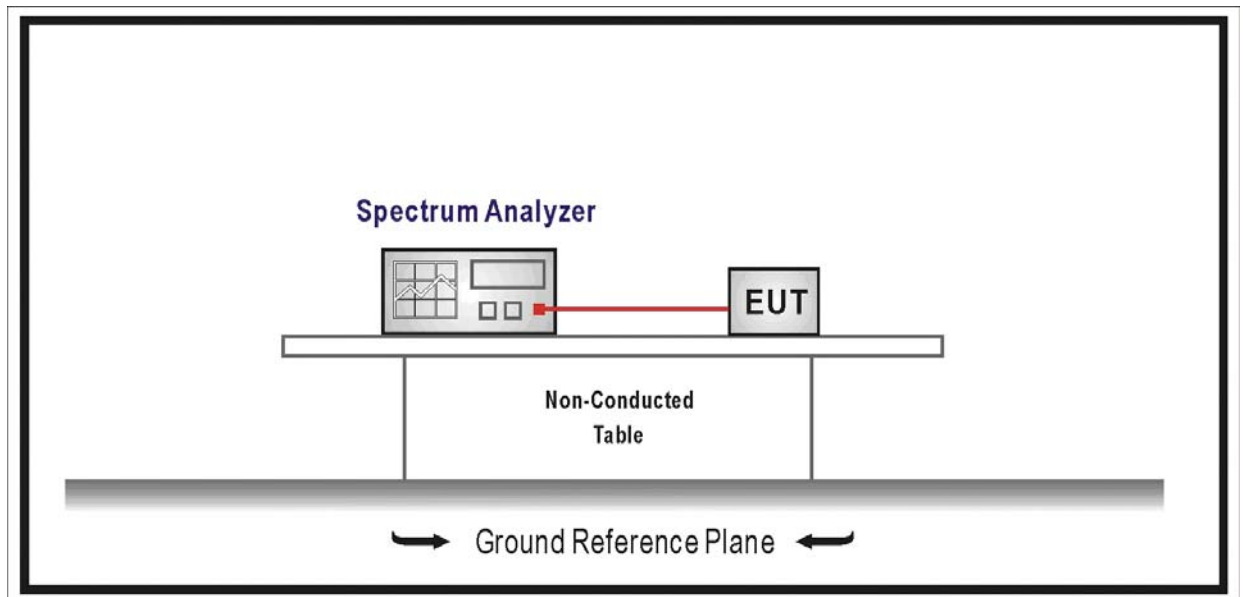 Spectrum Analyzer
EUT
Non-Conducted
Table
Ground Reference Plane